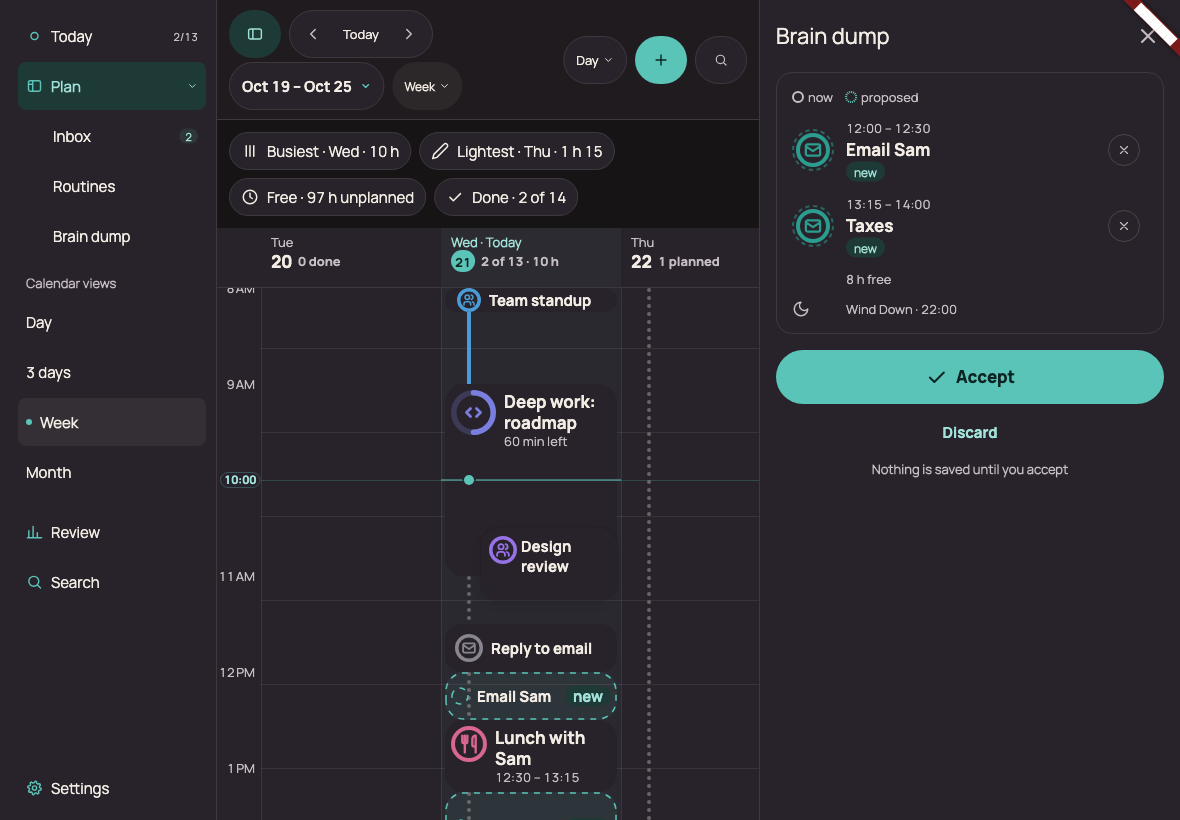 Today
2/13
Plan
Inbox
2
Routines
Brain dump
Calendar views
Day
3 days
Week
Month
Review
Search
Settings
Today
Oct 19 – Oct 25
Week
Day
Busiest · Wed · 10 h
Lightest · Thu · 1 h 15
Free · 97 h unplanned
Done · 2 of 14
Tue
20 0 done
Wed · Today
21 2 of 13 · 10 h
Thu
22 1 planned
8 AM
Team standup
9 AM
Deep work:
roadmap
60 min left
10:00
Design
review
11 AM
Reply to email
12 PM
Email Sam new
Lunch with
Sam
12:30 – 13:15
1 PM
Brain dump
now proposed
12:00 – 12:30
Email Sam
new
13:15 – 14:00
Taxes
new
8 h free
Wind Down · 22:00
Accept
Discard
Nothing is saved until you accept